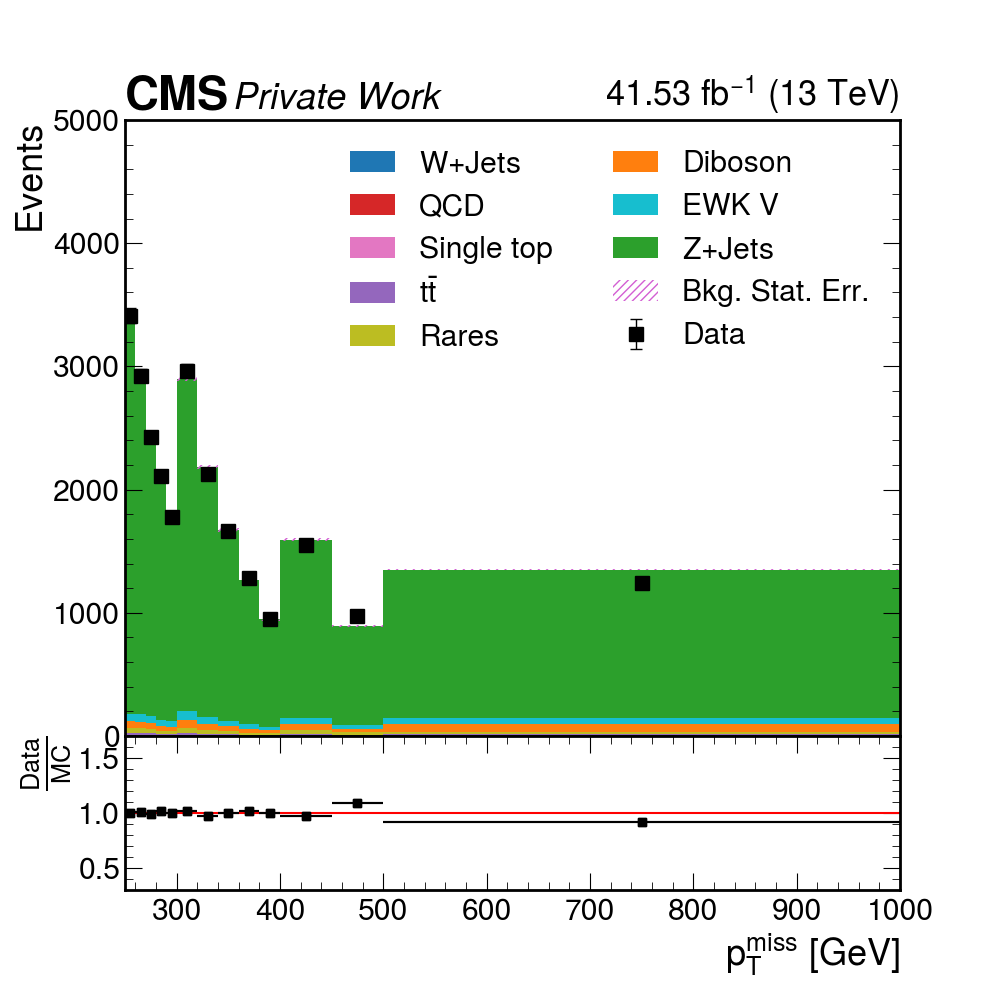 CMS Private Work 41.53 fb⁻¹ (13 TeV)
Events
5000
4000
3000
2000
1000
0
W+Jets
QCD
Single top
tt̄
Rares
Diboson
EWK V
Z+Jets
Bkg. Stat. Err.
Data
Data
MC
1.5
1.0
0.5
300 400 500 600 700 800 900 1000
p_T^miss [GeV]